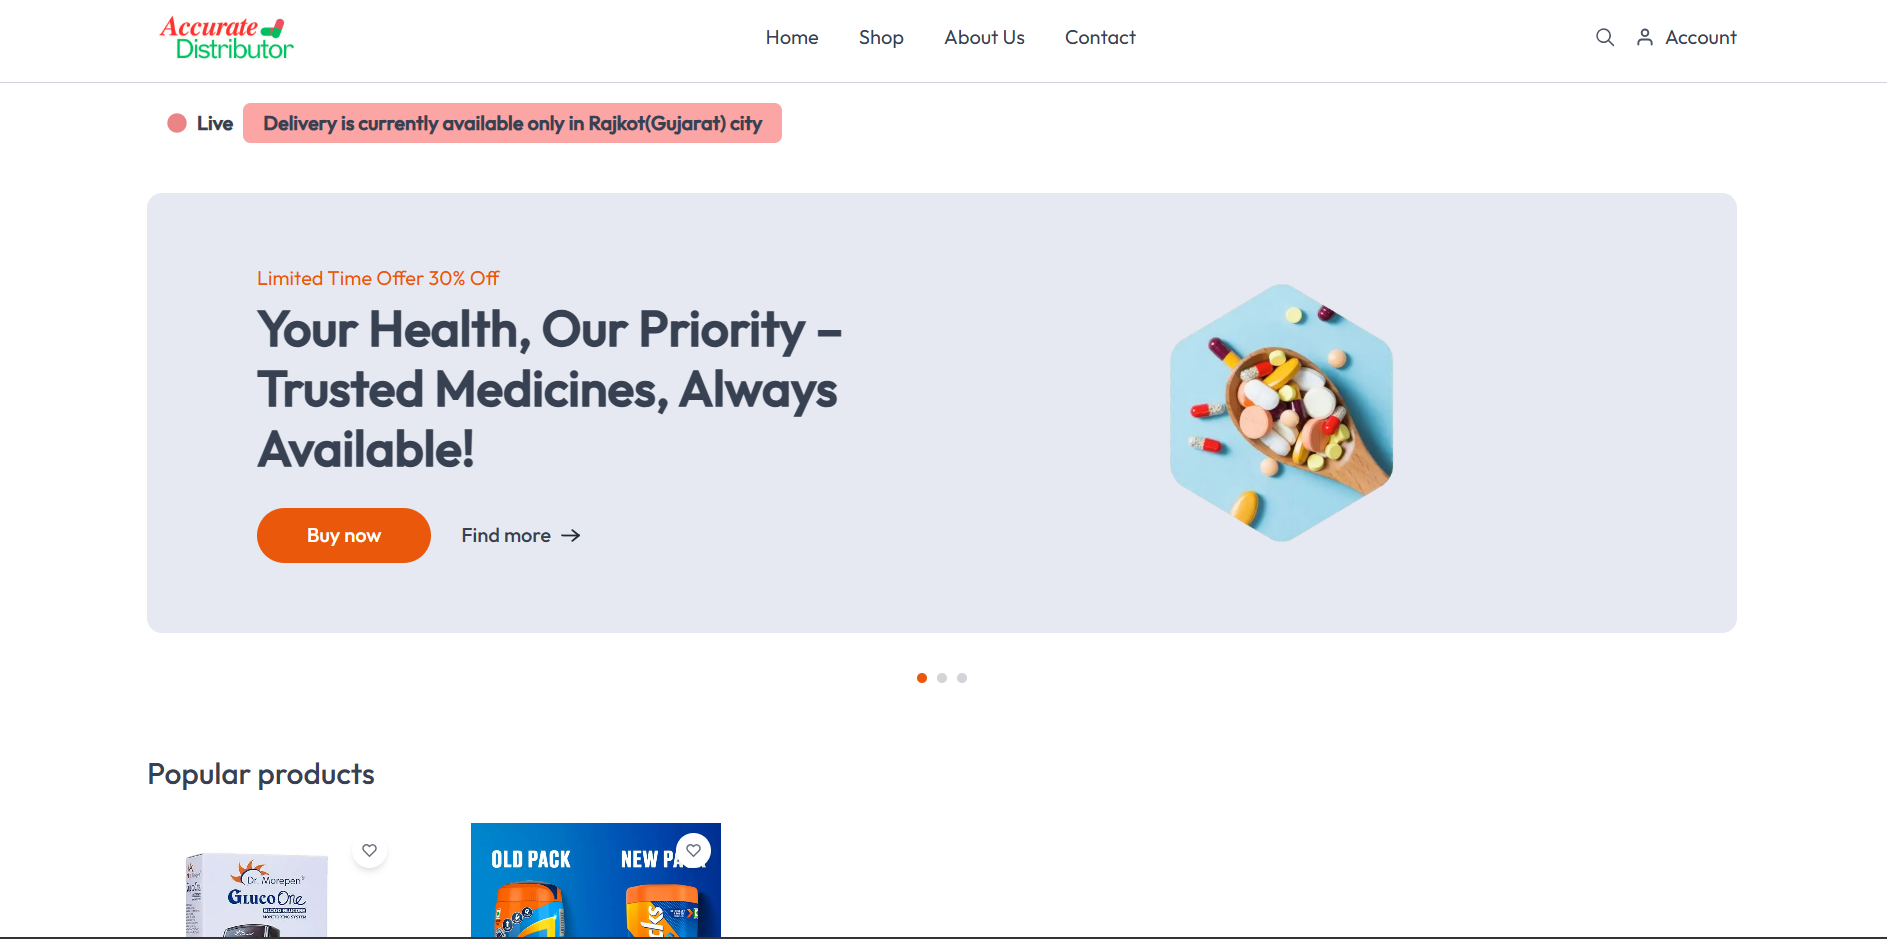 Accurate
Distributor
Home
Shop
About Us
Contact
Account
Live
Delivery is currently available only in Rajkot(Gujarat) city
Limited Time Offer 30% Off
Your Health, Our Priority –
Trusted Medicines, Always
Available!
Buy now
Find more
Popular products
Dr. Morepen
GlucoOne
OLD PACK
NEW